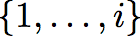 {1, . . . , i}